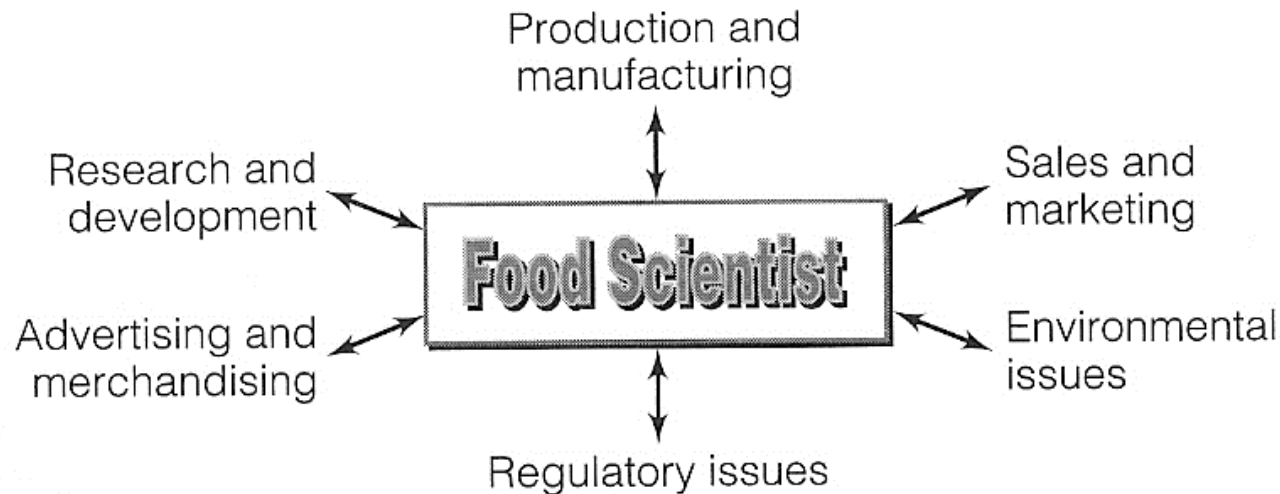 Production and
manufacturing
Research and
development
Sales and
marketing
Food Scientist
Advertising and
merchandising
Environmental
issues
Regulatory issues